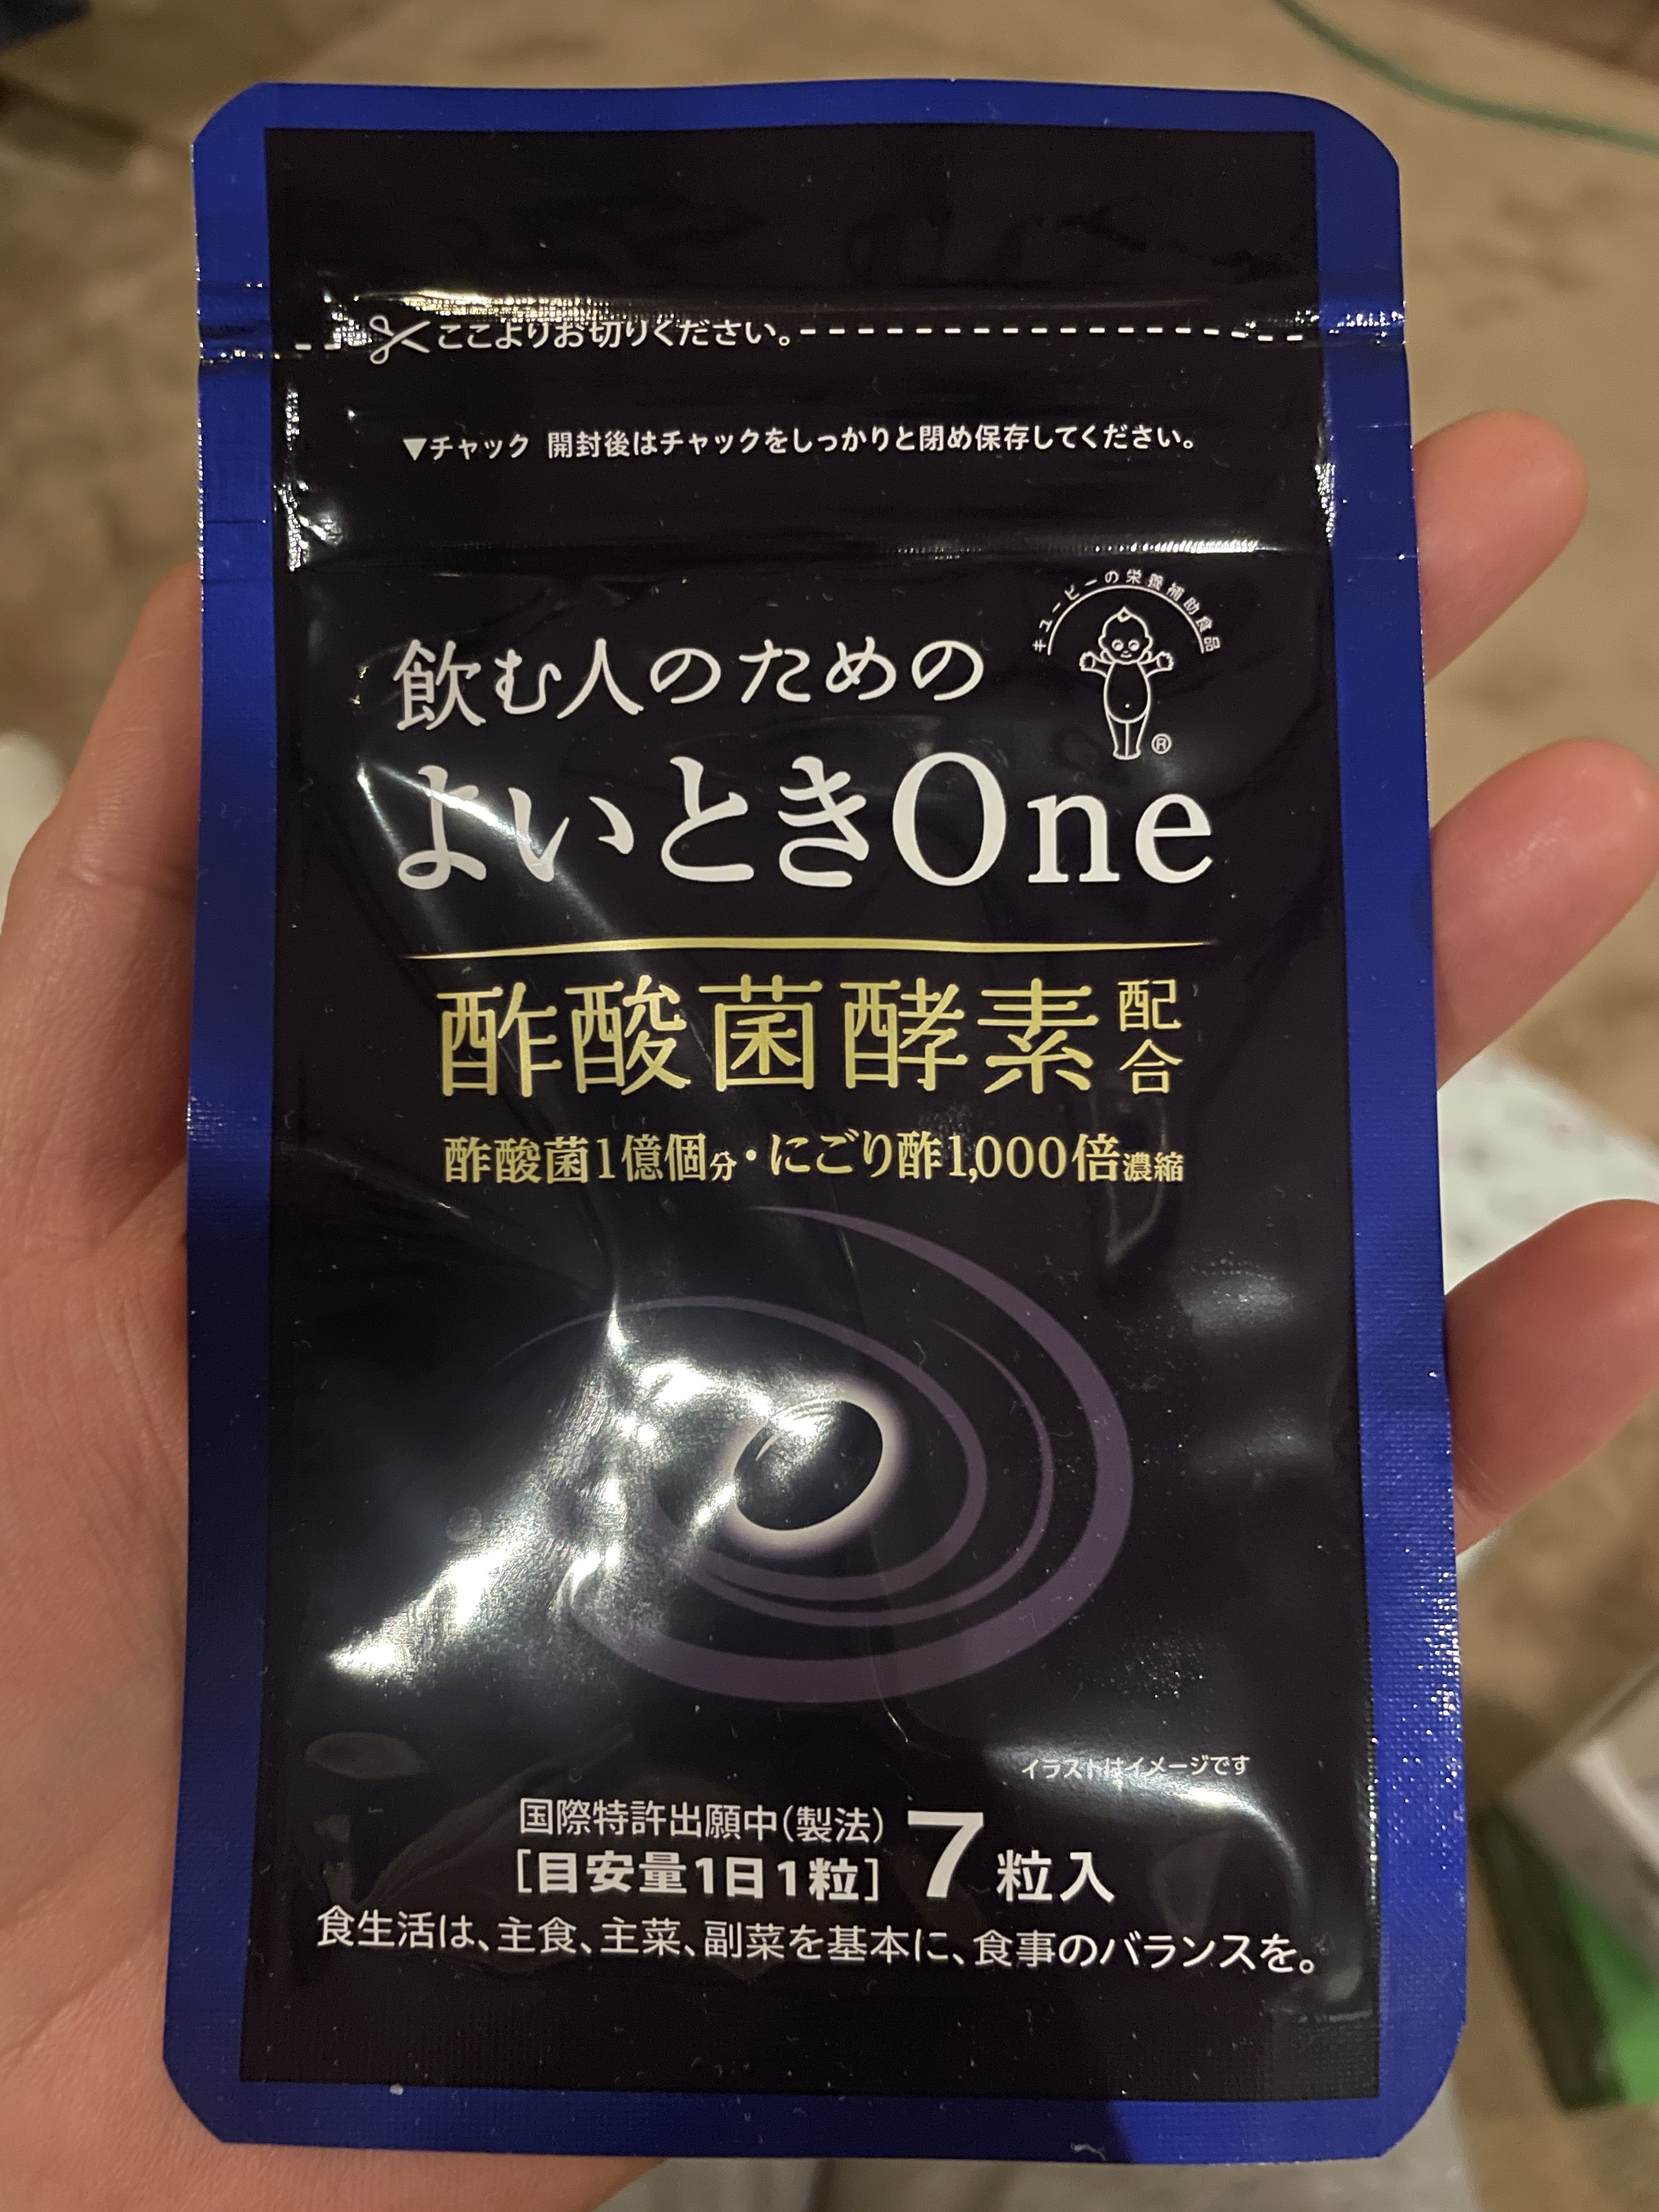 ここよりお切りください。
▼チャック 開封後はチャックをしっかりと閉め保存してください。
キユーピーの栄養補助食品
®
飲む人のための
よいときOne
酢酸菌酵素配合
酢酸菌1億個分・にごり酢1,000倍濃縮
イラストはイメージです
国際特許出願中(製法)
[目安量1日1粒] 7粒入
食生活は、主食、主菜、副菜を基本に、食事のバランスを。